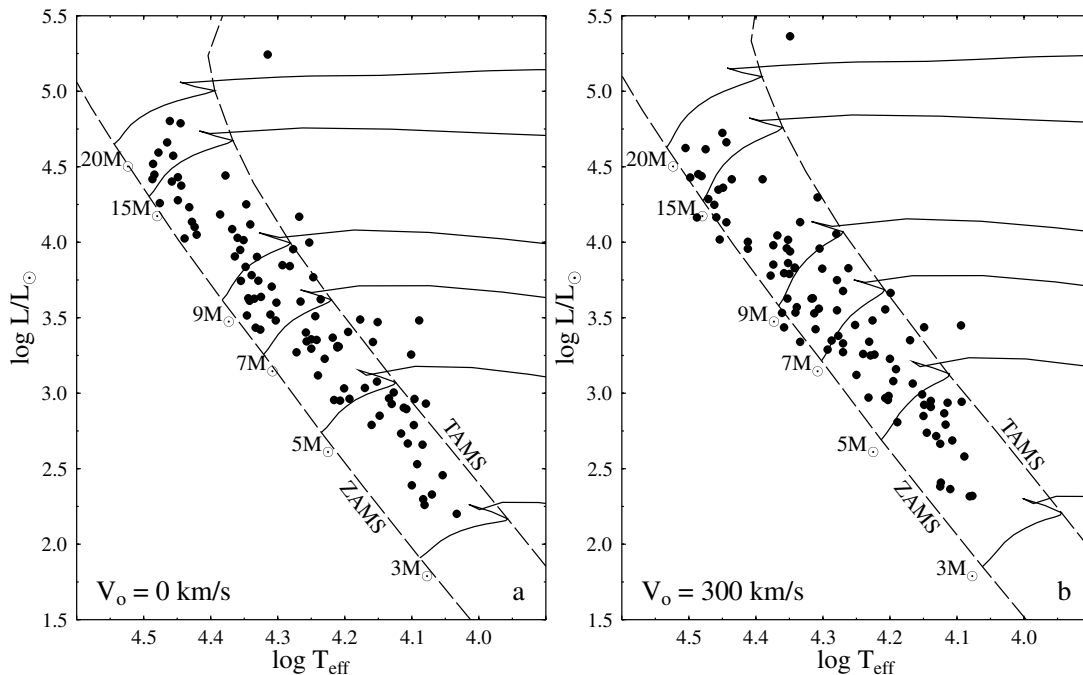 5.5
5.0
4.5
4.0
3.5
3.0
2.5
2.0
1.5
log L/L☉
20M☉
15M☉
9M☉
7M☉
5M☉
3M☉
ZAMS
TAMS
V₀ = 0 km/s
a
4.5 4.4 4.3 4.2 4.1 4.0
log T_eff
5.5
5.0
4.5
4.0
3.5
3.0
2.5
2.0
1.5
log L/L☉
20M☉
15M☉
9M☉
7M☉
5M☉
3M☉
ZAMS
TAMS
V₀ = 300 km/s
b
4.5 4.4 4.3 4.2 4.1 4.0
log T_eff